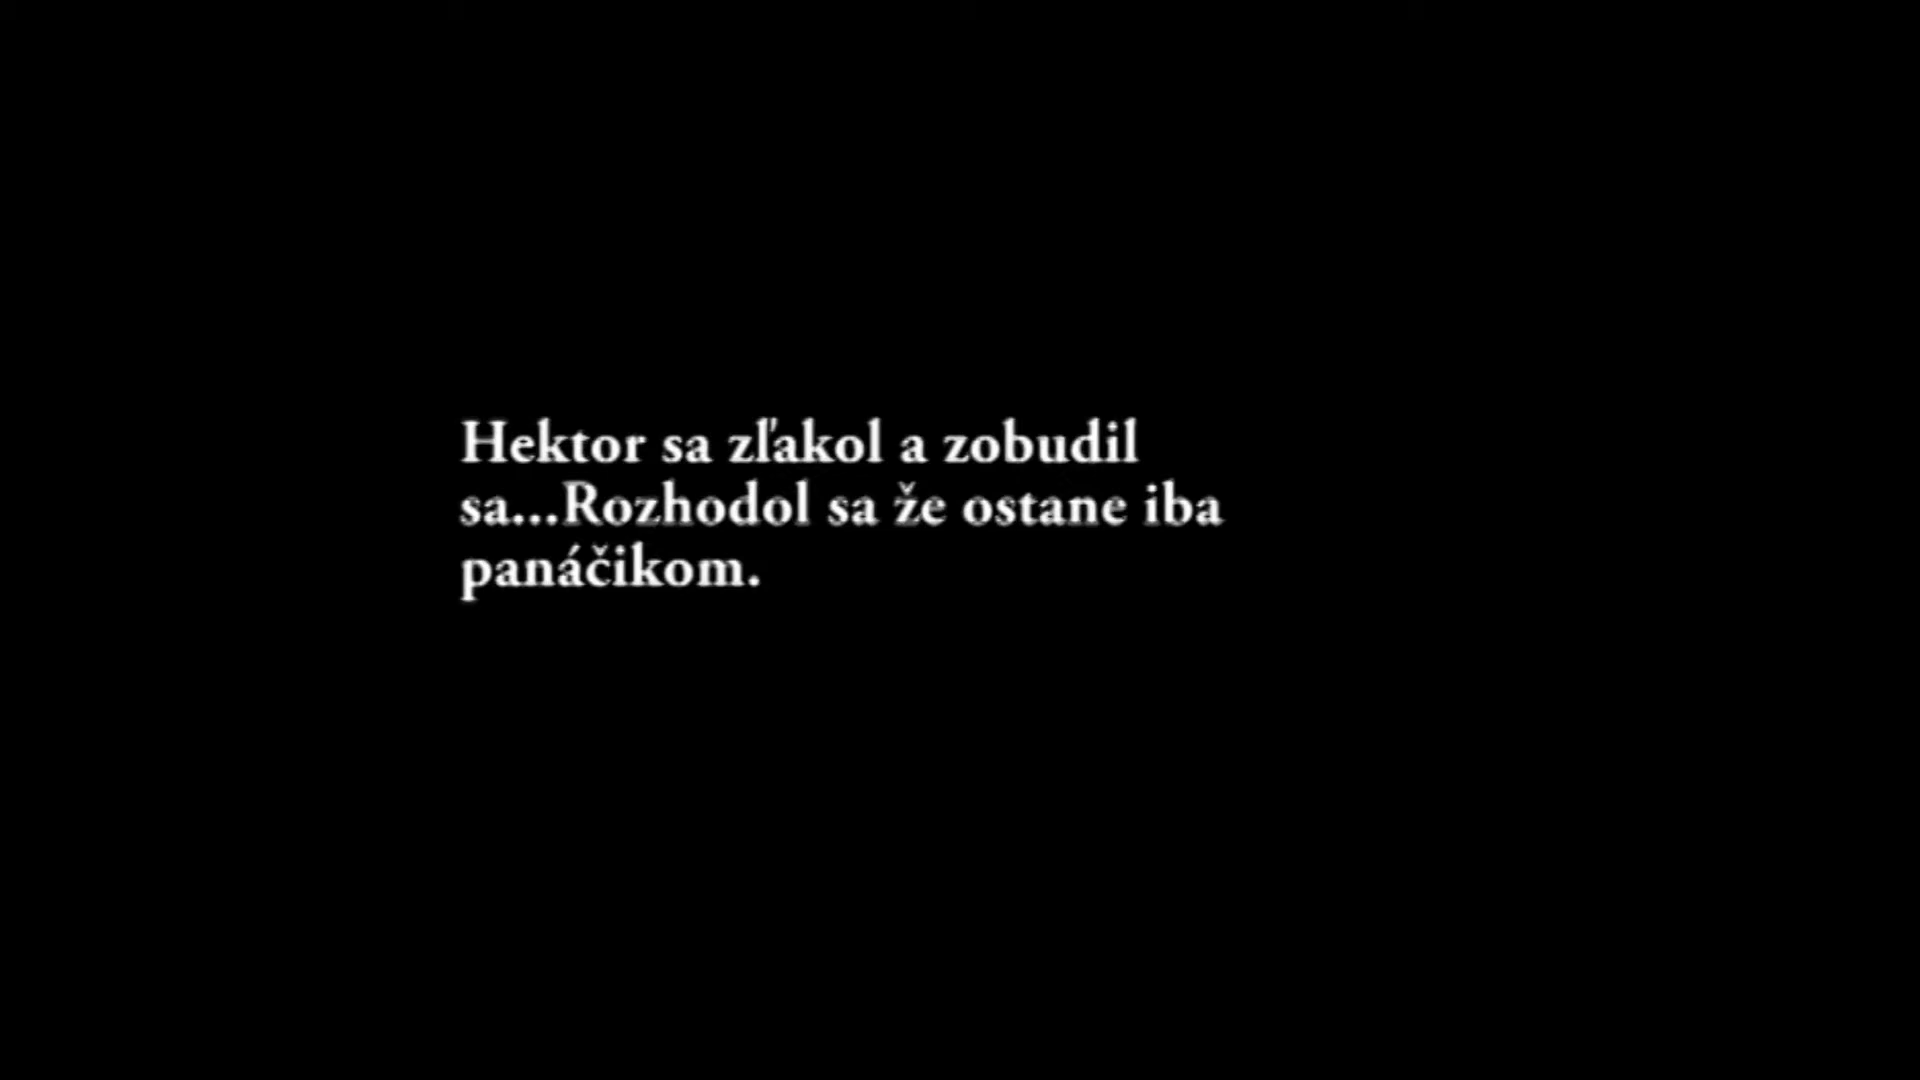 Hektor sa zľakol a zobudil
sa...Rozhodol sa že ostane iba
panáčikom.